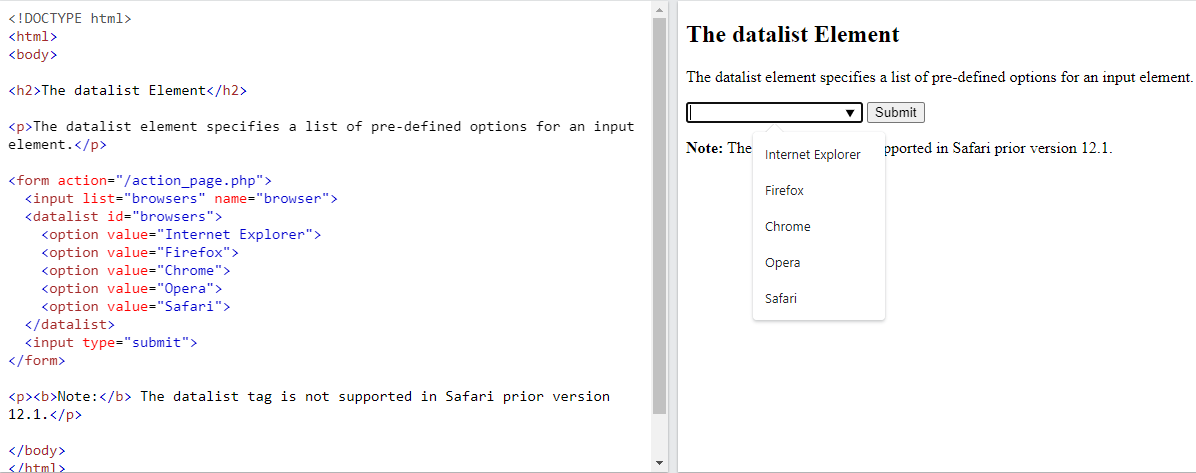 <!DOCTYPE html>
<html>
<body>
<h2>The datalist Element</h2>
<p>The datalist element specifies a list of pre-defined options for an input
element.</p>
<form action="/action_page.php">
<input list="browsers" name="browser">
<datalist id="browsers">
<option value="Internet Explorer">
<option value="Firefox">
<option value="Chrome">
<option value="Opera">
<option value="Safari">
</datalist>
<input type="submit">
</form>
<p><b>Note:</b> The datalist tag is not supported in Safari prior version
12.1.</p>
</body>
</html>
The datalist Element
The datalist element specifies a list of pre-defined options for an input element.
Submit
Note: The pported in Safari prior version 12.1.
Internet Explorer
Firefox
Chrome
Opera
Safari